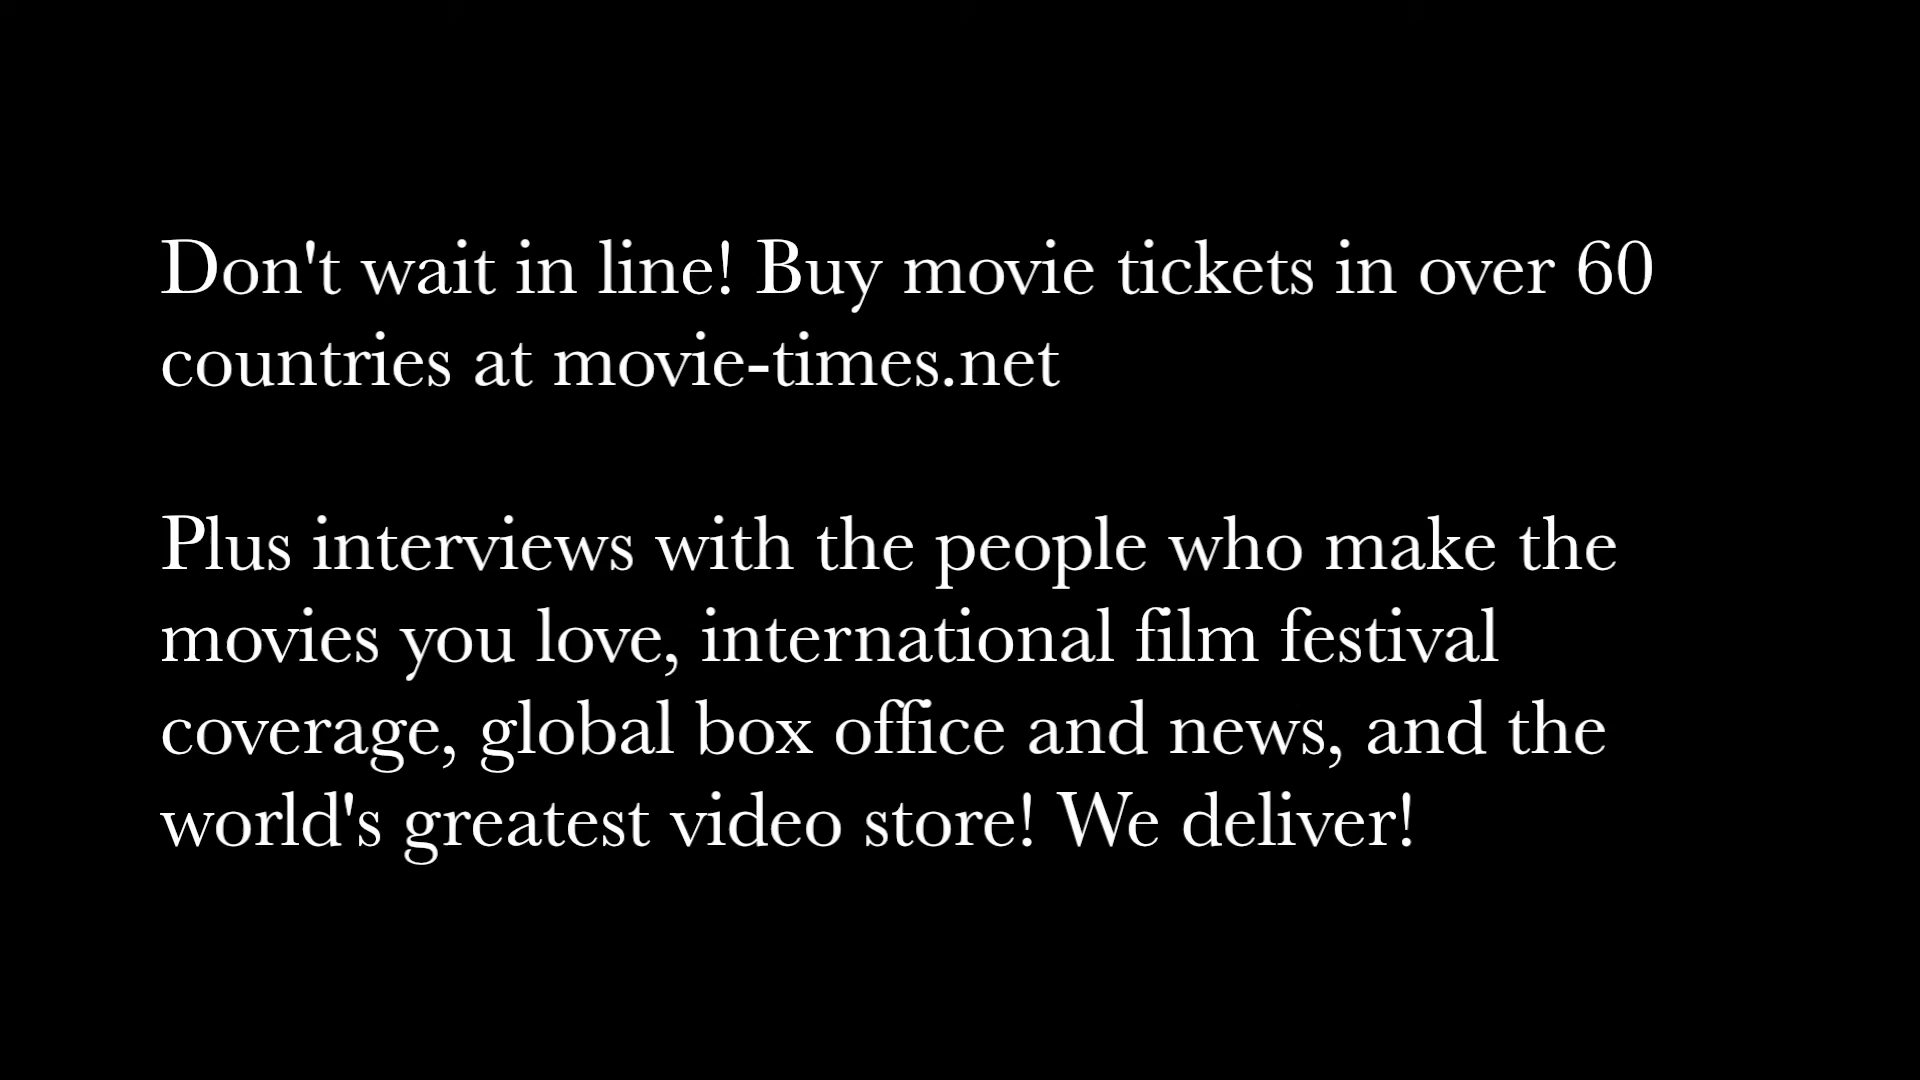 Don't wait in line! Buy movie tickets in over 60
countries at movie-times.net
Plus interviews with the people who make the
movies you love, international film festival
coverage, global box office and news, and the
world's greatest video store! We deliver!